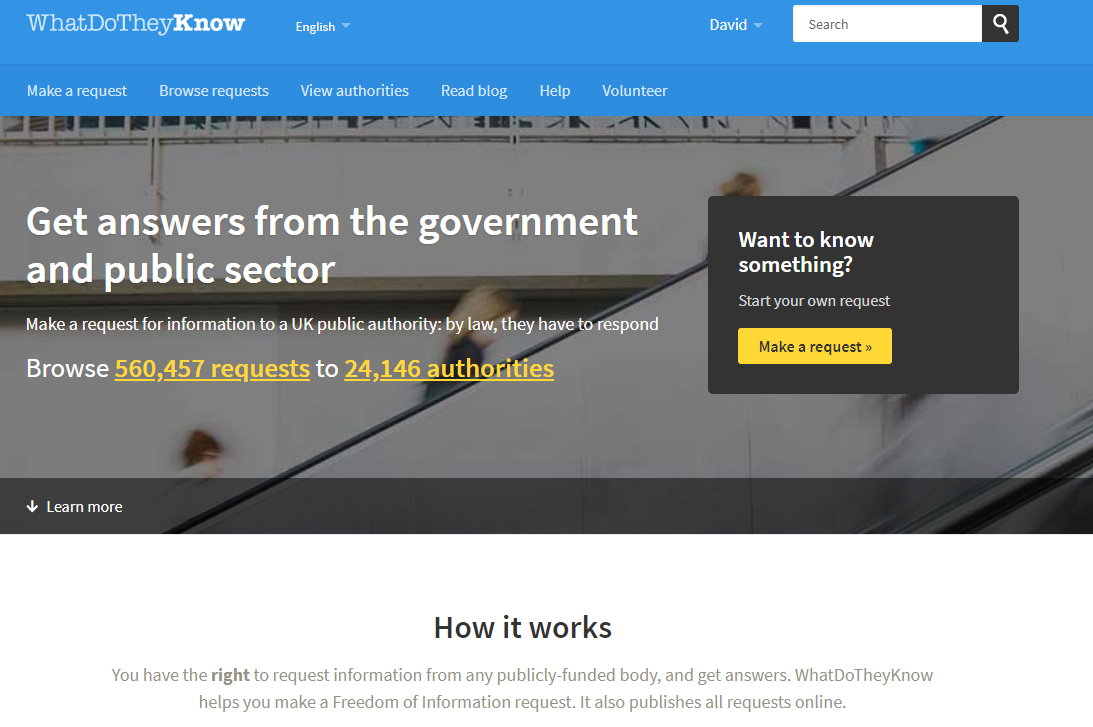 WhatDoTheyKnow
English
David
Search
Make a request
Browse requests
View authorities
Read blog
Help
Volunteer
Get answers from the government
and public sector
Make a request for information to a UK public authority: by law, they have to respond
Browse 560,457 requests to 24,146 authorities
Want to know
something?
Start your own request
Make a request »
Learn more
How it works
You have the right to request information from any publicly-funded body, and get answers. WhatDoTheyKnow
helps you make a Freedom of Information request. It also publishes all requests online.